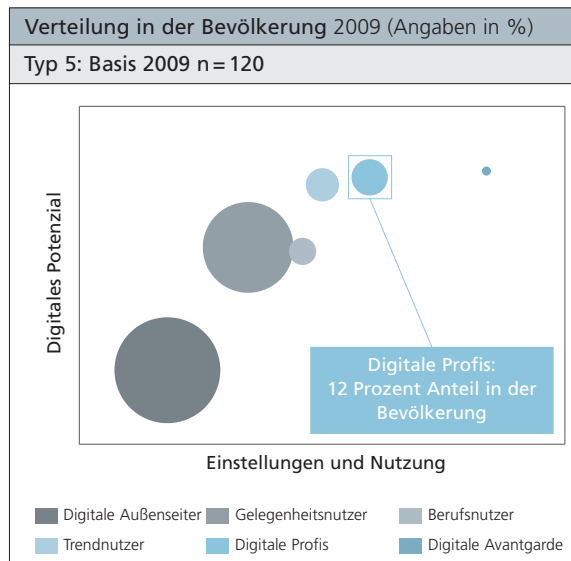 Verteilung in der Bevölkerung 2009 (Angaben in %)
Typ 5: Basis 2009 n = 120
Digitales Potenzial
Digitale Profis:
12 Prozent Anteil in der
Bevölkerung
Einstellungen und Nutzung
Digitale Außenseiter
Gelegenheitsnutzer
Berufsnutzer
Trendnutzer
Digitale Profis
Digitale Avantgarde